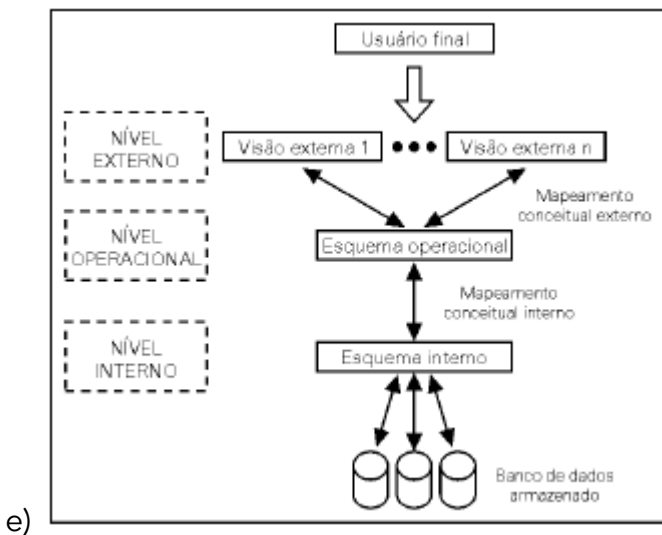 Usuário final
NÍVEL
EXTERNO
Visão externa 1
Visão externa n
Mapeamento
conceitual externo
NÍVEL
OPERACIONAL
Esquema operacional
Mapeamento
conceitual interno
NÍVEL
INTERNO
Esquema interno
Banco de dados
armazenado
e)